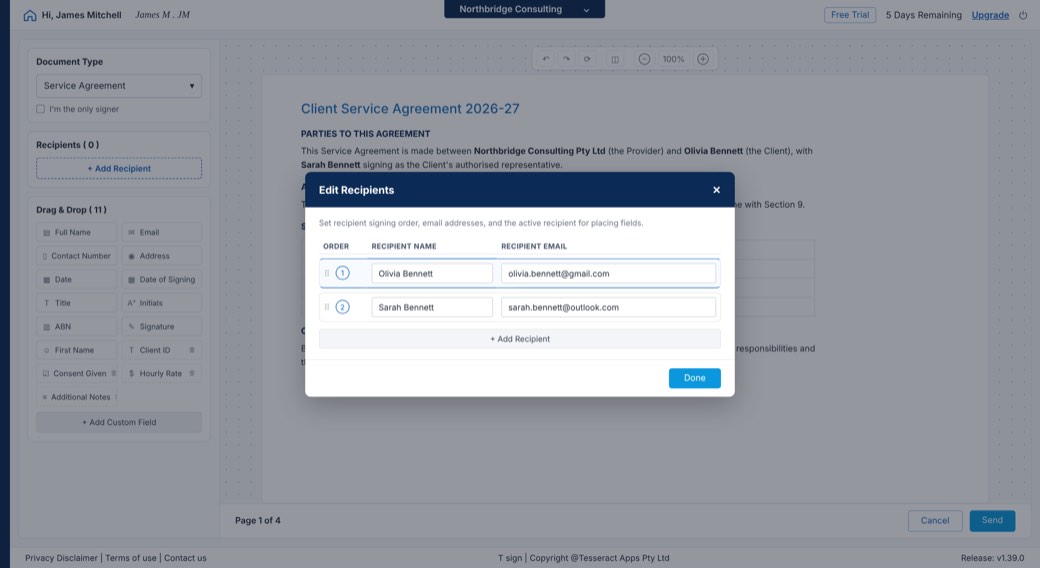 Hi, James Mitchell James M . JM
Northbridge Consulting
Free Trial 5 Days Remaining Upgrade
Document Type
Service Agreement
I'm the only signer
Recipients ( 0 )
+ Add Recipient
Drag & Drop ( 11 )
Full Name Email
Contact Number Address
Date Date of Signing
Title Initials
ABN Signature
First Name Client ID
Consent Given Hourly Rate
Additional Notes
+ Add Custom Field
100%
Client Service Agreement 2026-27
PARTIES TO THIS AGREEMENT
This Service Agreement is made between Northbridge Consulting Pty Ltd (the Provider) and Olivia Bennett (the Client), with
Sarah Bennett signing as the Client's authorised representative.
with Section 9.
responsibilities and
Edit Recipients
Set recipient signing order, email addresses, and the active recipient for placing fields.
ORDER RECIPIENT NAME RECIPIENT EMAIL
1 Olivia Bennett olivia.bennett@gmail.com
2 Sarah Bennett sarah.bennett@outlook.com
+ Add Recipient
Done
Page 1 of 4
Cancel Send
Privacy Disclaimer | Terms of use | Contact us
T sign | Copyright @Tesseract Apps Pty Ltd
Release: v1.39.0